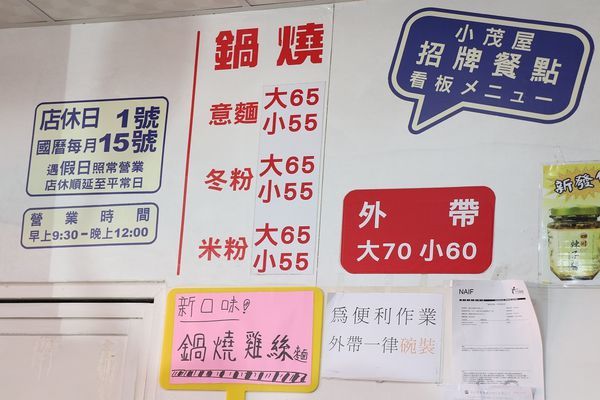 店休日 1號
國曆每月15號
遇假日照常營業
店休順延至平常日
營業時間
早上9:30-晚上12:00
鍋燒
意麵 大65
小55
冬粉 大65
小55
米粉 大65
小55
小茂屋
招牌餐點
看板メニュー
外帶
大70 小60
新口味!
鍋燒雞絲麵
為便利作業
外帶一律碗裝
NAIF